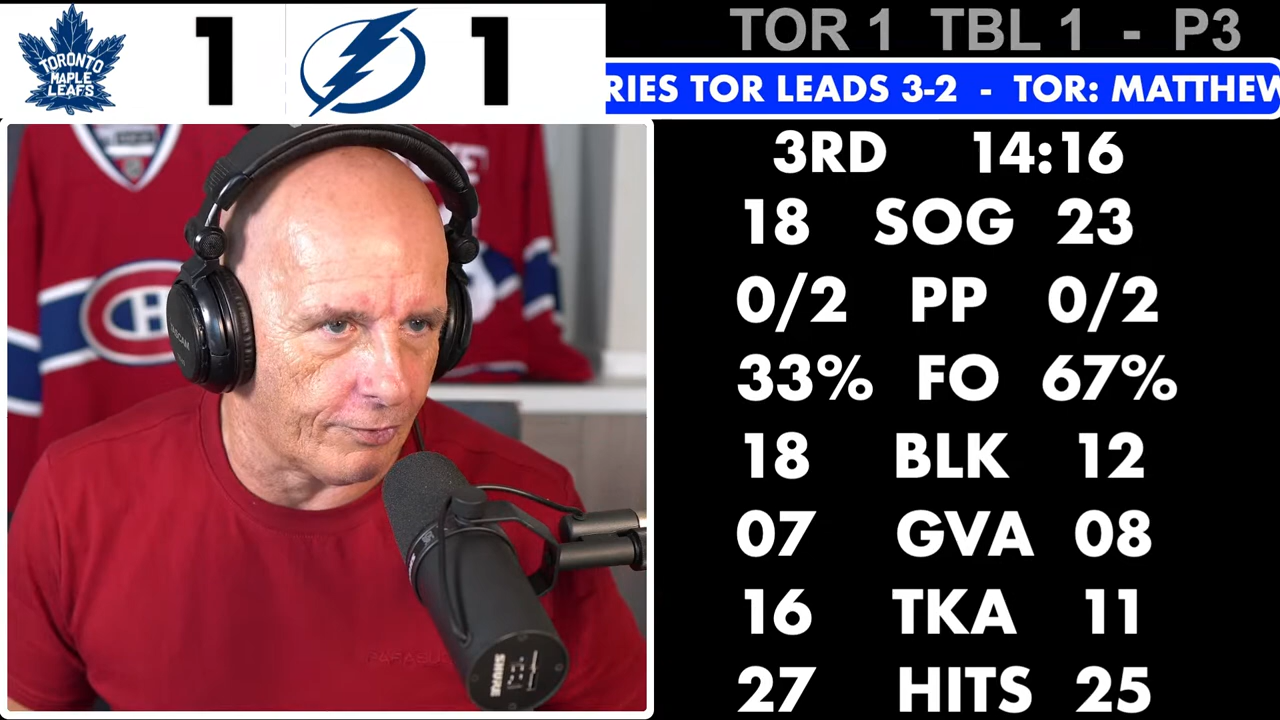 TORONTO
MAPLE
LEAFS
1
1
TOR 1 TBL 1 - P3
RIES TOR LEADS 3-2 - TOR: MATTHEW
3RD 14:16
18 SOG 23
0/2 PP 0/2
33% FO 67%
18 BLK 12
07 GVA 08
16 TKA 11
27 HITS 25
TASCAM
SHURE